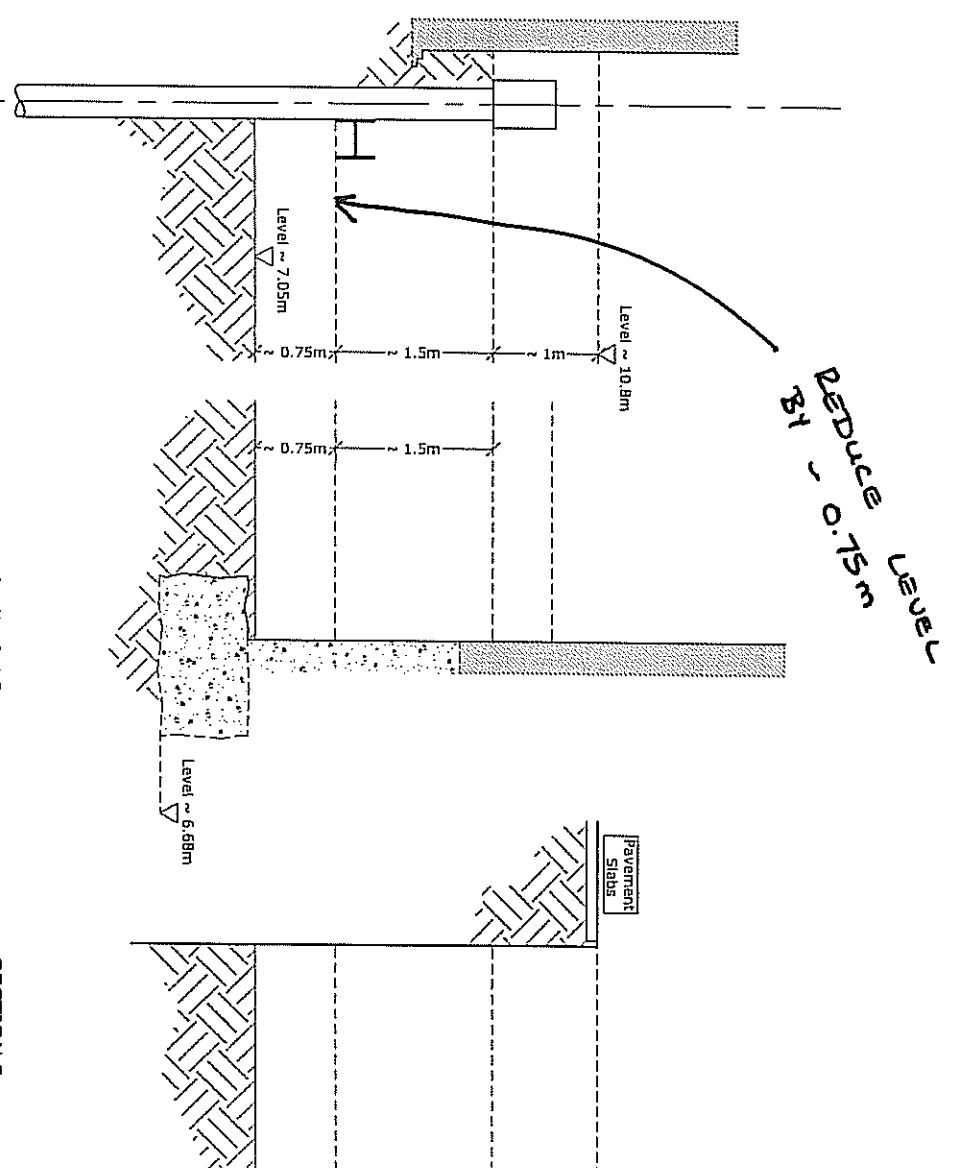 Level ~ 7.05m
Level ~ 10.8m
~ 0.75m
~ 1.5m
~ 1m
REDUCE LEVEL
BY ~ 0.75m
~ 0.75m
~ 1.5m
Level ~ 6.68m
Pavement
Slabs